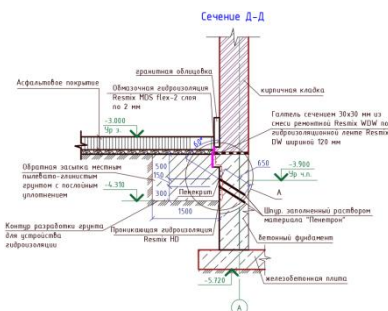 Сечение Д-Д
гранитная облицовка
Асфальтовое покрытие
Обмазочная гидроизоляция
Resmix MDS flex-2 слоя
по 2 мм
кирпичная кладка
Галтель сечением 30х30 мм из
смеси ремонтной Resmix WDW по
гидроизоляционной ленте Resmix
DW шириной 120 мм
-3.000
Ур з.
60°
650
-3.900
Ур ч.п.
Обратная засыпка местным
пылевато-глинистым
грунтом с послойным
уплотнением
500
150
300
-4.310
Пенекрит
А
1500
Шпур, заполненный раствором
материала "Пенетрон"
Контур разработки грунта
для устройства
гидроизоляции
Проникающая гидроизоляция
Resmix HD
бетонный фундамент
железобетонная плита
-5.720
А